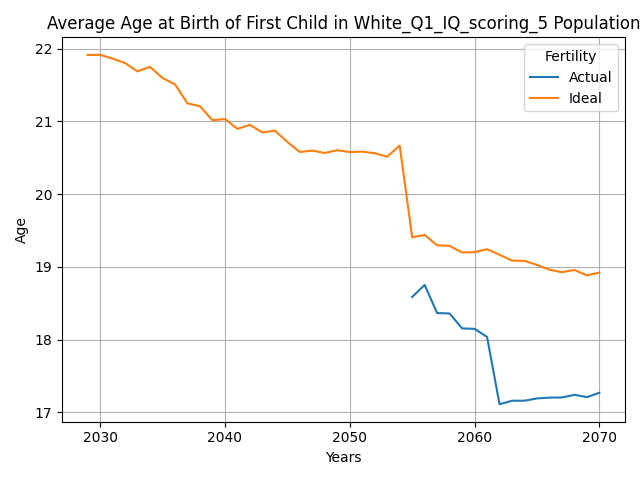 Average Age at Birth of First Child in White_Q1_IQ_scoring_5 Population
Fertility
Actual
Ideal
22
21
20
19
18
17
Age
2030
2040
2050
2060
2070
Years